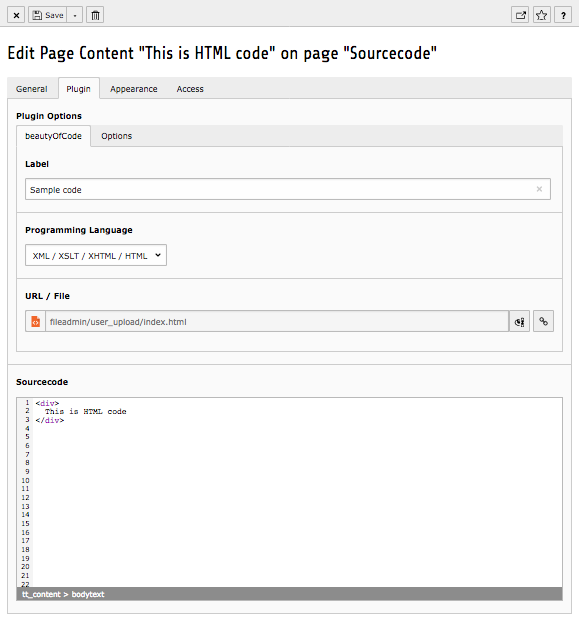 Save
?
Edit Page Content "This is HTML code" on page "Sourcecode"
General Plugin Appearance Access
Plugin Options
beautyOfCode Options
Label
Sample code
Programming Language
XML / XSLT / XHTML / HTML
URL / File
fileadmin/user_upload/index.html
Sourcecode
1 <div>
2 This is HTML code
3 </div>
4
5
6
7
8
9
10
11
12
13
14
15
16
17
18
19
20
21
22
tt_content > bodytext